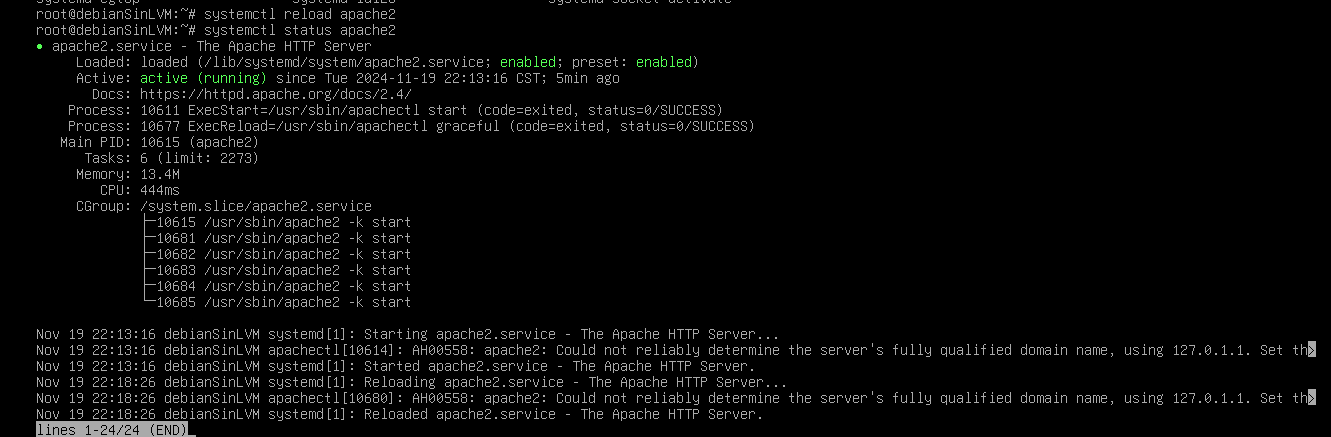 root@debianSinLVM:~# systemctl reload apache2
root@debianSinLVM:~# systemctl status apache2
● apache2.service - The Apache HTTP Server
     Loaded: loaded (/lib/systemd/system/apache2.service; enabled; preset: enabled)
     Active: active (running) since Tue 2024-11-19 22:13:16 CST; 5min ago
       Docs: https://httpd.apache.org/docs/2.4/
    Process: 10611 ExecStart=/usr/sbin/apachectl start (code=exited, status=0/SUCCESS)
    Process: 10677 ExecReload=/usr/sbin/apachectl graceful (code=exited, status=0/SUCCESS)
   Main PID: 10615 (apache2)
      Tasks: 6 (limit: 2273)
     Memory: 13.4M
        CPU: 444ms
     CGroup: /system.slice/apache2.service
             ├─10615 /usr/sbin/apache2 -k start
             ├─10681 /usr/sbin/apache2 -k start
             ├─10682 /usr/sbin/apache2 -k start
             ├─10683 /usr/sbin/apache2 -k start
             ├─10684 /usr/sbin/apache2 -k start
             └─10685 /usr/sbin/apache2 -k start
Nov 19 22:13:16 debianSinLVM systemd[1]: Starting apache2.service - The Apache HTTP Server...
Nov 19 22:13:16 debianSinLVM apachectl[10614]: AH00558: apache2: Could not reliably determine the server's fully qualified domain name, using 127.0.1.1. Set th>
Nov 19 22:13:16 debianSinLVM systemd[1]: Started apache2.service - The Apache HTTP Server.
Nov 19 22:18:26 debianSinLVM systemd[1]: Reloading apache2.service - The Apache HTTP Server...
Nov 19 22:18:26 debianSinLVM apachectl[10680]: AH00558: apache2: Could not reliably determine the server's fully qualified domain name, using 127.0.1.1. Set th>
Nov 19 22:18:26 debianSinLVM systemd[1]: Reloaded apache2.service - The Apache HTTP Server.
lines 1-24/24 (END)